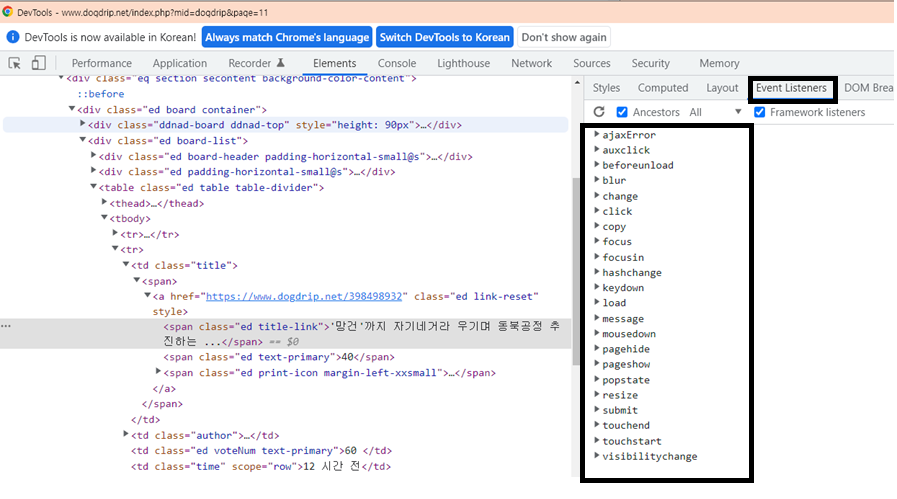 DevTools - www.dogdrip.net/index.php?mid=dogdrip&page=11
DevTools is now available in Korean! Always match Chrome's language Switch DevTools to Korean Don't show again
Performance Application Recorder Elements Console Lighthouse Network Sources Security Memory
<div class="eq section secontent background-color-content">
::before
<div class="ed board container">
<div class="ddnad-board ddnad-top" style="height: 90px">…</div>
<div class="ed board-list">
<div class="ed board-header padding-horizontal-small@s">…</div>
<div class="ed padding-horizontal-small@s">…</div>
<table class="ed table table-divider">
<thead>…</thead>
<tbody>
<tr>…</tr>
<tr>
<td class="title">
<span>
<a href="https://www.dogdrip.net/398498932" class="ed link-reset"
style>
<span class="ed title-link">'망건'까지 자기네거라 우기며 동북공정 추
진하는 ...</span> == $0
<span class="ed text-primary">40</span>
<span class="ed print-icon margin-left-xxsmall">…</span>
</a>
</span>
</td>
<td class="author">…</td>
<td class="ed voteNum text-primary">60 </td>
<td class="time" scope="row">12 시간 전</td>
Styles Computed Layout Event Listeners DOM Brea
Ancestors All Framework listeners
ajaxError
auxclick
beforeunload
blur
change
click
copy
focus
focusin
hashchange
keydown
load
message
mousedown
pagehide
pageshow
popstate
resize
submit
touchend
touchstart
visibilitychange